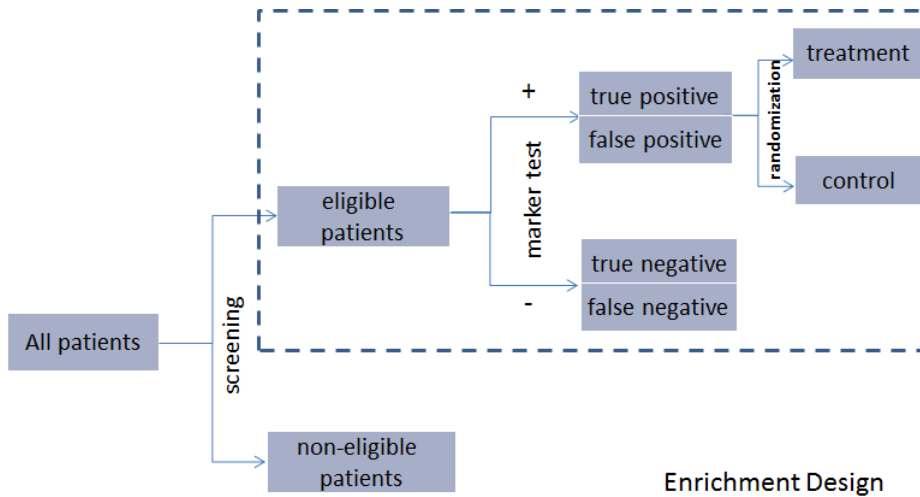 All patients
screening
eligible
patients
non-eligible
patients
+
marker test
-
true positive
false positive
true negative
false negative
randomization
treatment
control
Enrichment Design